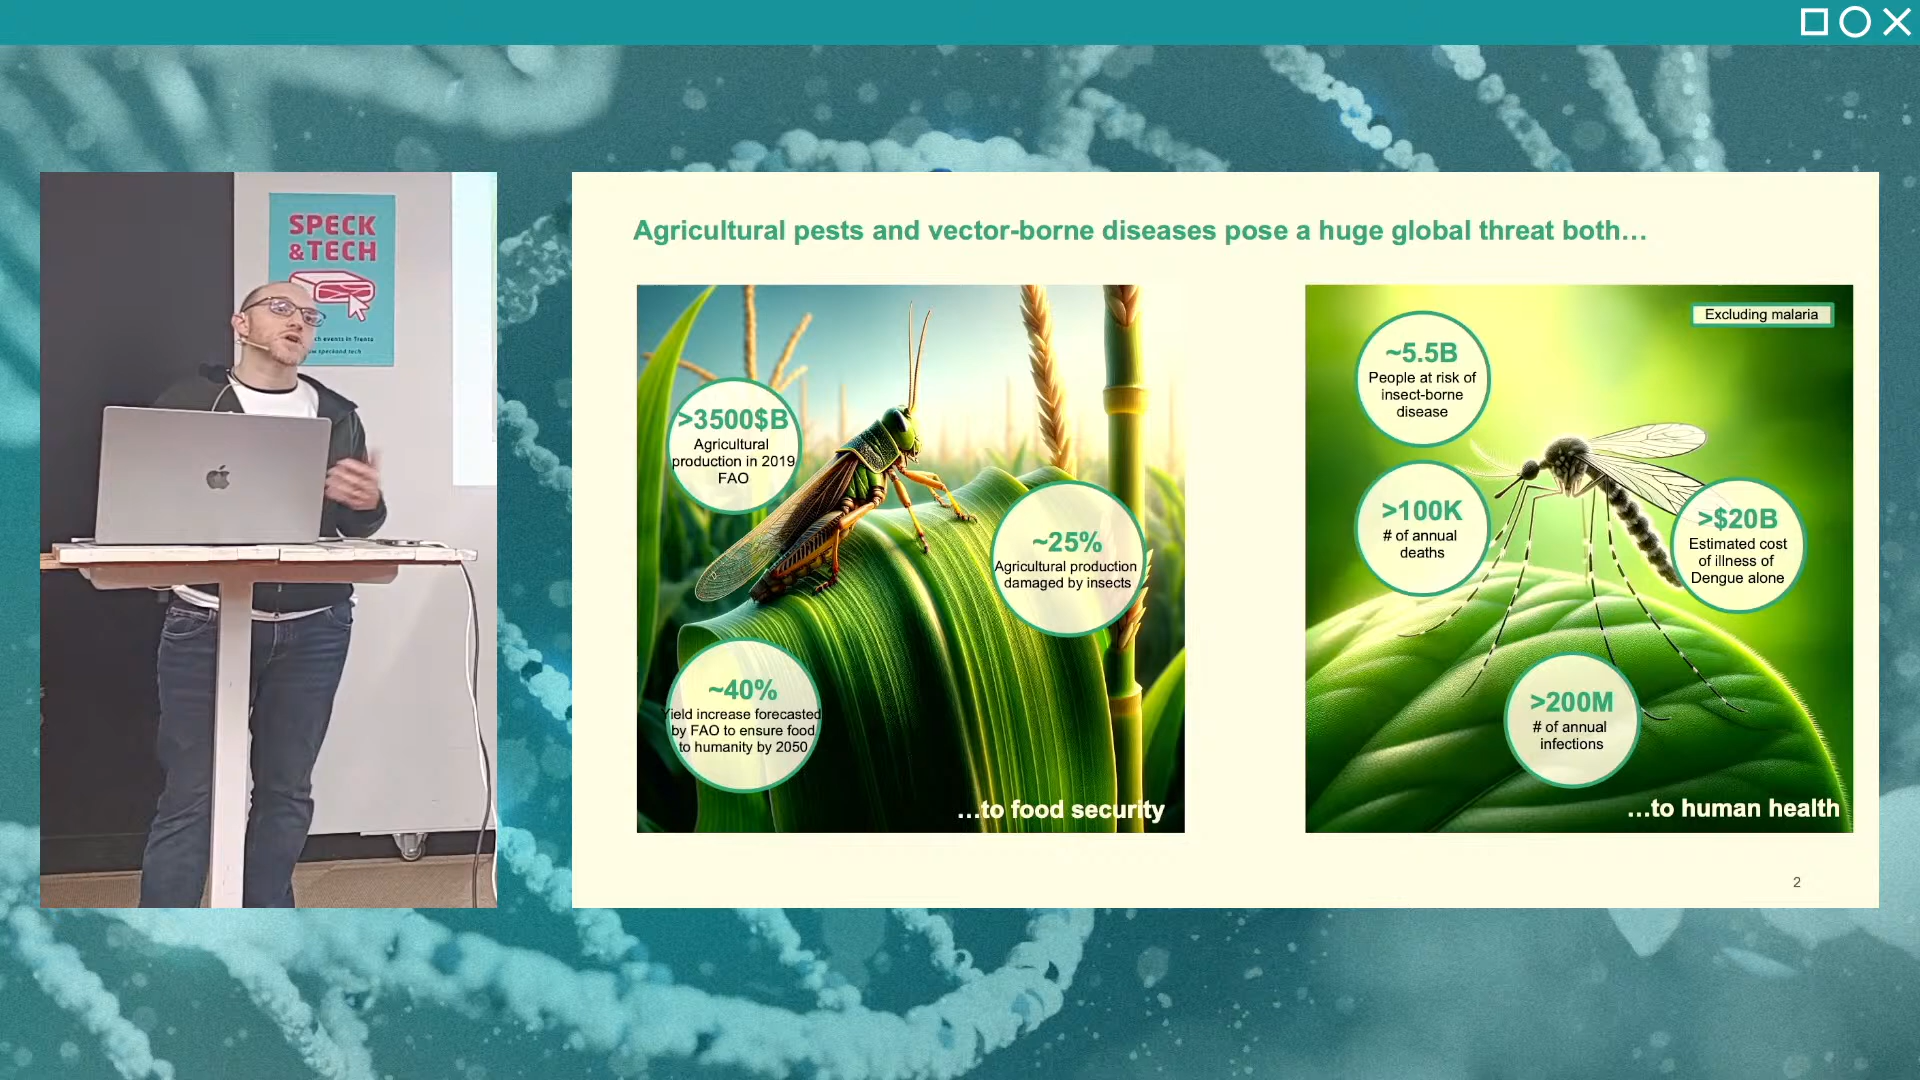 SPECK
&TECH
ch events in Trento
speckand.tech
Agricultural pests and vector-borne diseases pose a huge global threat both…
>3500$B
Agricultural
production in 2019
FAO
~25%
Agricultural production
damaged by insects
~40%
Yield increase forecasted
by FAO to ensure food
to humanity by 2050
…to food security
Excluding malaria
~5.5B
People at risk of
insect-borne
disease
>100K
# of annual
deaths
>$20B
Estimated cost
of illness of
Dengue alone
>200M
# of annual
infections
…to human health
2